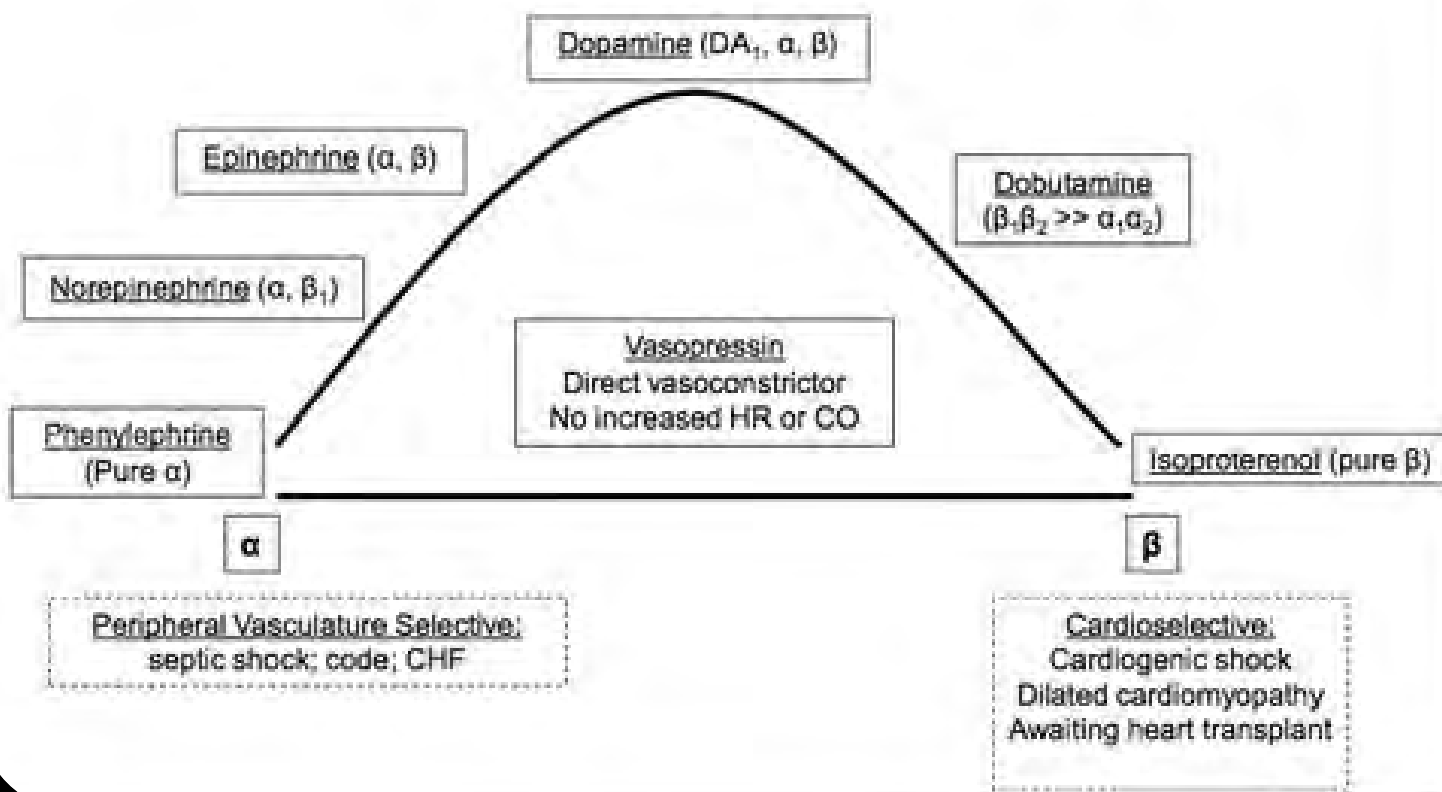 Dopamine (DA₁, α, β)
Epinephrine (α, β)
Dobutamine
(β₁β₂ >> α₁α₂)
Norepinephrine (α, β₁)
Vasopressin
Direct vasoconstrictor
No increased HR or CO
Phenylephrine
(Pure α)
Isoproterenol (pure β)
α
β
Peripheral Vasculature Selective:
septic shock; code; CHF
Cardioselective:
Cardiogenic shock
Dilated cardiomyopathy
Awaiting heart transplant